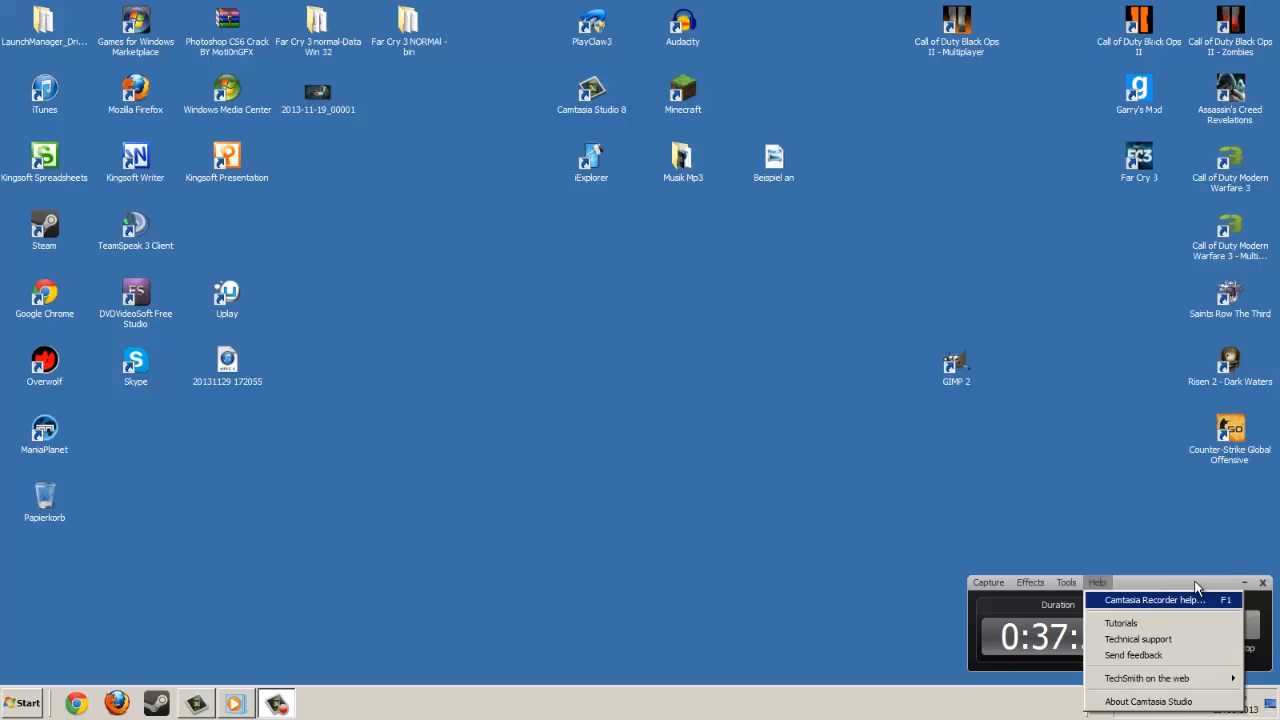 LaunchManager_Dri...
Games for Windows
Marketplace
Photoshop CS6 Crack
BY MotI0nGFX
Far Cry 3 normal-Data
Win 32
Far Cry 3 NORMAL -
bin
PlayClaw3
Audacity
Call of Duty Black Ops
II - Multiplayer
Call of Duty Black Ops
II
Call of Duty Black Ops
II - Zombies
iTunes
Mozilla Firefox
Windows Media Center
2013-11-19_00001
Camtasia Studio 8
Minecraft
Garry's Mod
Assassin's Creed
Revelations
Kingsoft Spreadsheets
Kingsoft Writer
Kingsoft Presentation
iExplorer
Musik Mp3
Beispiel an
FC3
Far Cry 3
Call of Duty Modern
Warfare 3
Steam
TeamSpeak 3 Client
Call of Duty Modern
Warfare 3 - Multi...
Google Chrome
DVDVideoSoft Free
Studio
Uplay
Saints Row The Third
Overwolf
Skype
20131129 172055
GIMP 2
Risen 2 - Dark Waters
ManiaPlanet
GO
Counter-Strike Global
Offensive
Papierkorb
Capture Effects Tools Help
Camtasia Recorder help... F1
Duration
0:37:
Tutorials
Technical support
Send feedback
TechSmith on the web
About Camtasia Studio
Start